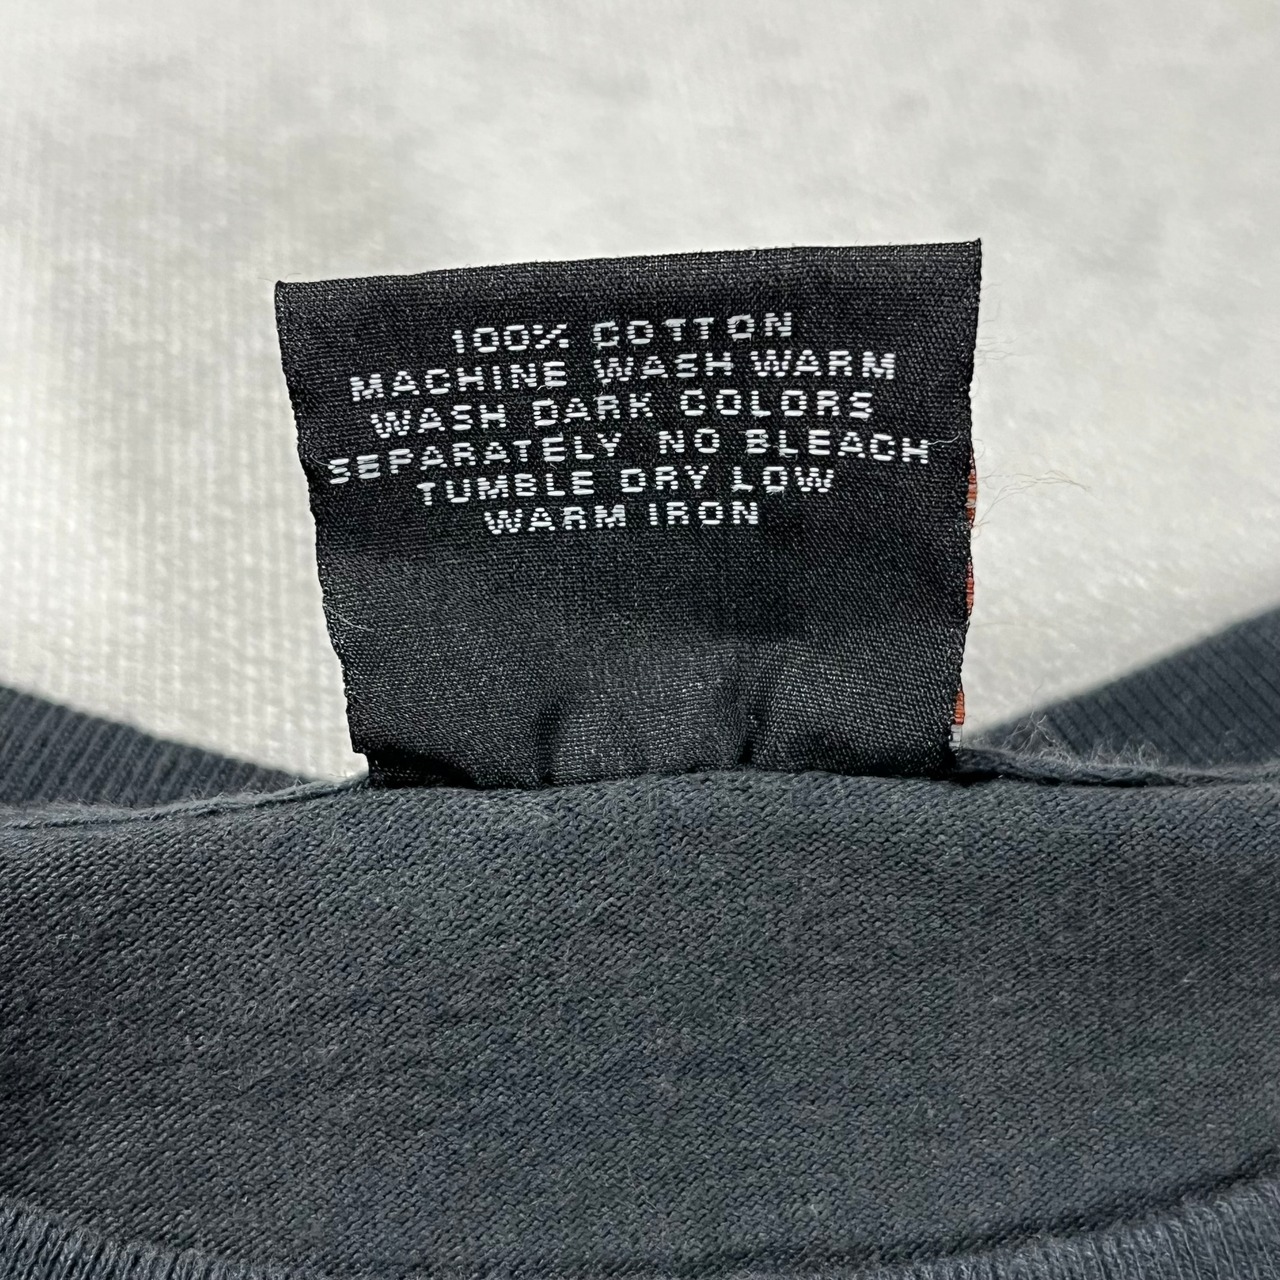 100% COTTON
MACHINE WASH WARM
WASH DARK COLORS
SEPARATELY NO BLEACH
TUMBLE DRY LOW
WARM IRON